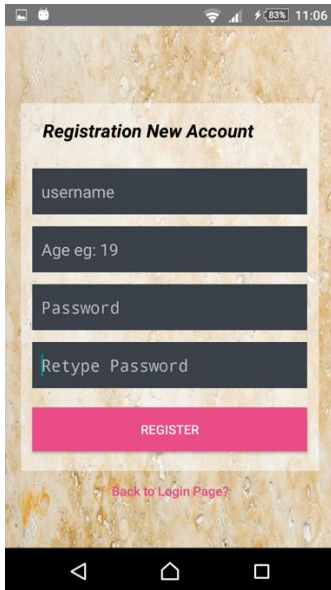 83% 11:06
Registration New Account
username
Age eg: 19
Password
Retype Password
REGISTER
Back to Login Page?